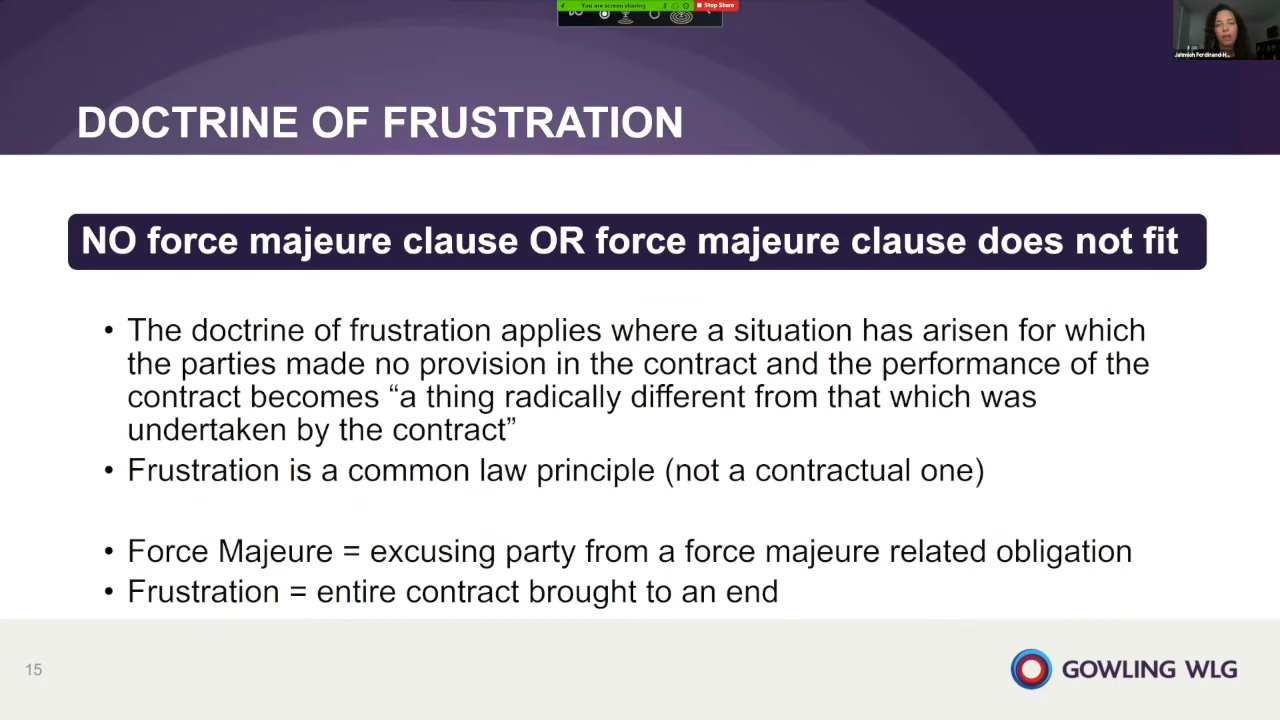 You are screen sharing
Stop Share
DOCTRINE OF FRUSTRATION
NO force majeure clause OR force majeure clause does not fit
• The doctrine of frustration applies where a situation has arisen for which
the parties made no provision in the contract and the performance of the
contract becomes “a thing radically different from that which was
undertaken by the contract”
• Frustration is a common law principle (not a contractual one)
• Force Majeure = excusing party from a force majeure related obligation
• Frustration = entire contract brought to an end
15
GOWLING WLG